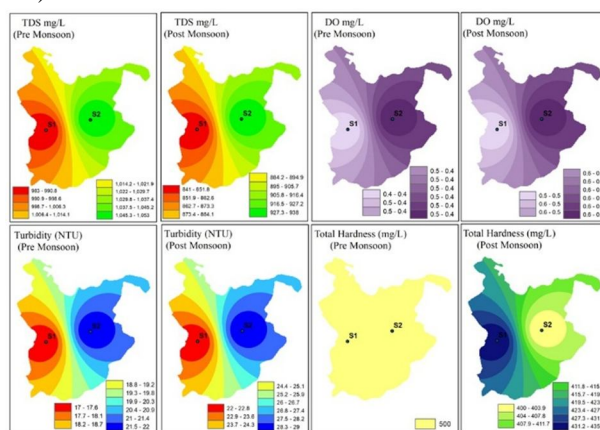 TDS mg/L
(Pre Monsoon)
S1
S2
983 - 990.8
990.9 - 998.6
998.7 - 1,006.3
1,006.4 - 1,014.1
1,014.2 - 1,021.9
1,022 - 1,029.7
1,029.8 - 1,037.4
1,037.5 - 1,045.2
1,045.3 - 1,053
TDS mg/L
(Post Monsoon)
S1
S2
841 - 851.8
851.9 - 862.6
862.7 - 873.3
873.4 - 884.1
884.2 - 894.9
895 - 905.7
905.8 - 916.4
916.5 - 927.2
927.3 - 938
DO mg/L
(Pre Monsoon)
S1
S2
0.4 - 0.4
0.4 - 0.5
0.5 - 0.4
0.5 - 0.4
0.5 - 0.4
0.5 - 0.4
DO mg/L
(Post Monsoon)
S1
S2
0.5 - 0.5
0.6 - 0.5
0.6 - 0.5
Turbidity (NTU)
(Pre Monsoon)
S1
S2
17 - 17.6
17.7 - 18.1
18.2 - 18.7
18.8 - 19.2
19.3 - 19.8
19.9 - 20.3
20.4 - 20.9
21 - 21.4
21.5 - 22
Turbidity (NTU)
(Post Monsoon)
S1
S2
22 - 22.8
22.9 - 23.6
23.7 - 24.3
24.4 - 25.1
25.2 - 25.9
26 - 26.7
26.8 - 27.4
27.5 - 28.2
28.3 - 29
Total Hardness (mg/L)
(Pre Monsoon)
S1
S2
500
Total Hardness (mg/L)
(Post Monsoon)
S1
S2
400 - 403.9
404 - 407.8
407.9 - 411.7
411.8 - 415.
415.7 - 419.
419.5 - 423.
423.4 - 427.
427.3 - 431.
431.2 - 435